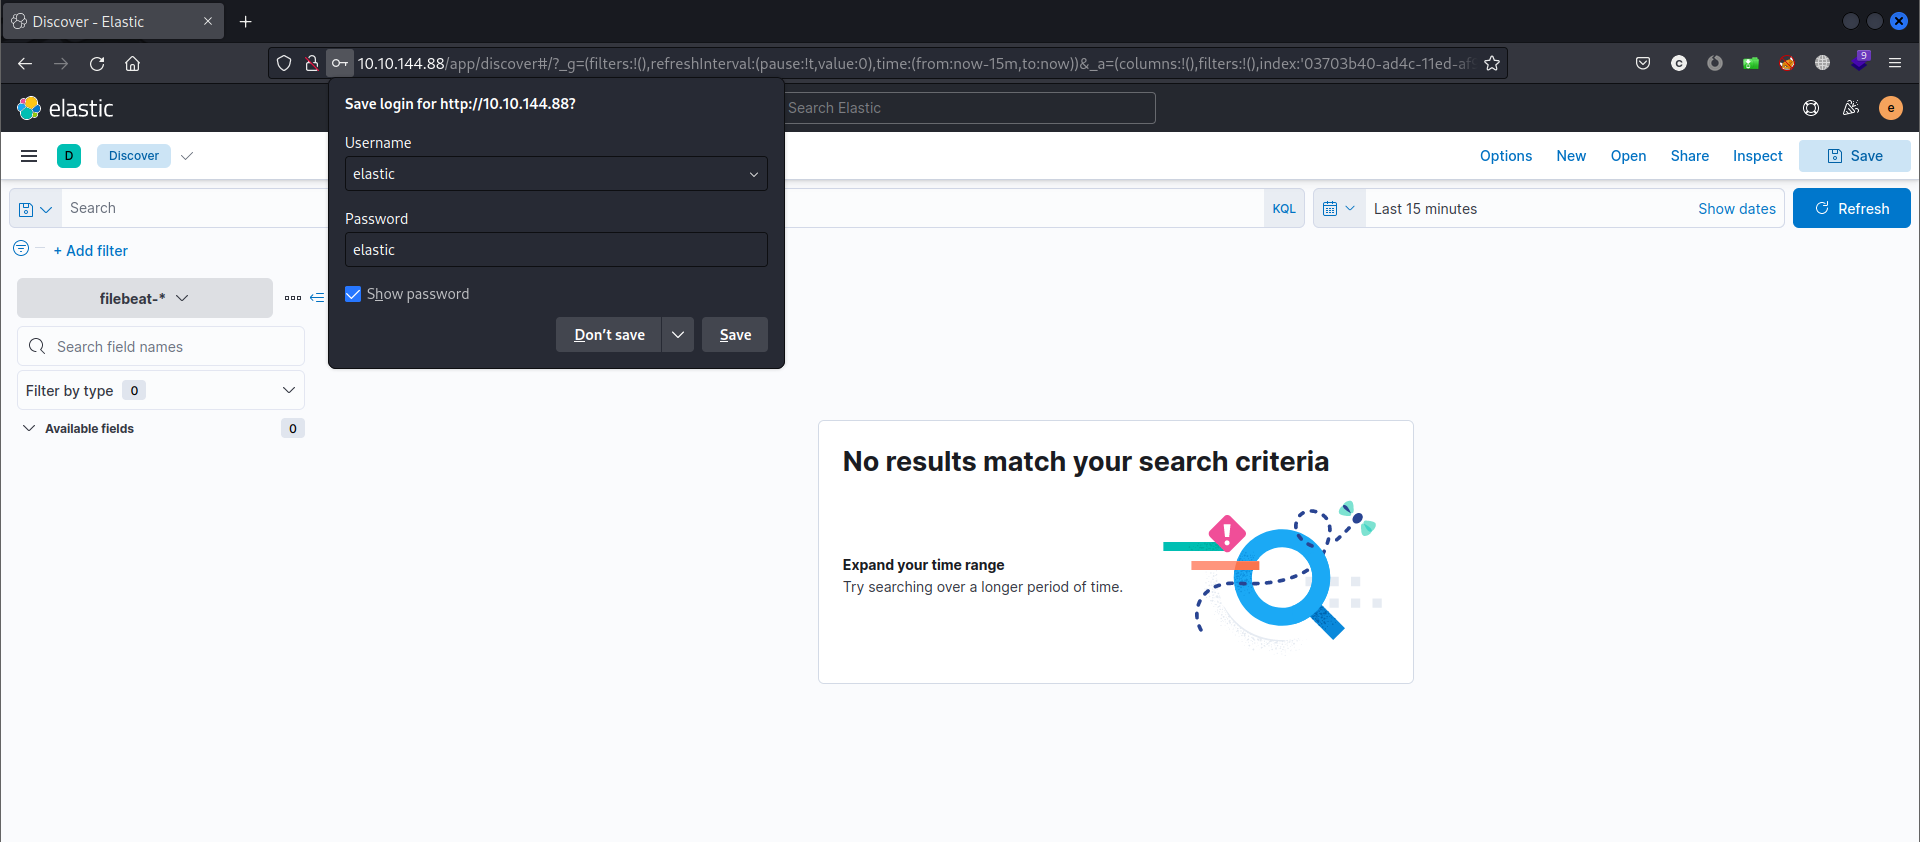 Discover - Elastic
10.10.144.88/app/discover#/?_g=(filters:!(),refreshInterval:(pause:!t,value:0),time:(from:now-15m,to:now))&_a=(columns:!(),filters:!(),index:'03703b40-ad4c-11ed-af9
9
elastic
Search Elastic
e
D
Discover
Options
New
Open
Share
Inspect
Save
Search
KQL
Last 15 minutes
Show dates
Refresh
+ Add filter
filebeat-*
Search field names
Filter by type 0
Available fields 0
Save login for http://10.10.144.88?
Username
elastic
Password
elastic
Show password
Don't save
Save
No results match your search criteria
Expand your time range
Try searching over a longer period of time.